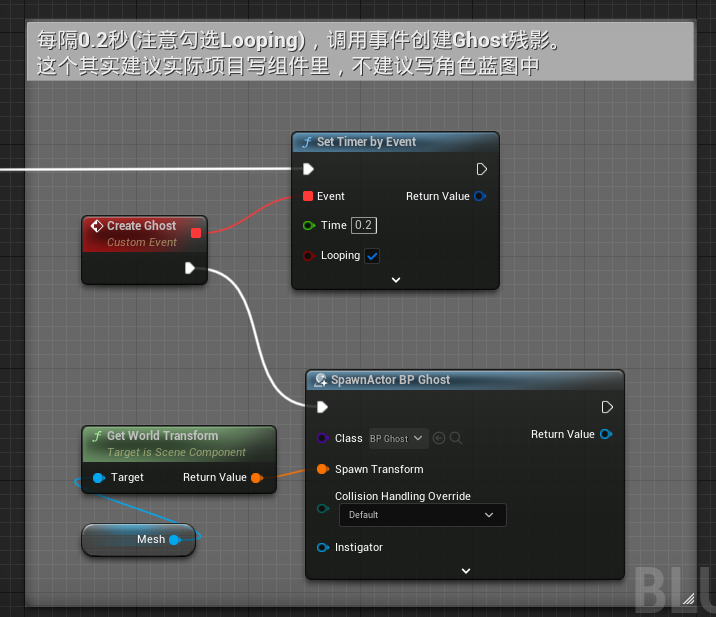 每隔0.2秒(注意勾选Looping)，调用事件创建Ghost残影。
这个其实建议实际项目写组件里，不建议写角色蓝图中
f Set Timer by Event
Event
Return Value
Time 0.2
Looping
Create Ghost
Custom Event
SpawnActor BP Ghost
Class BP Ghost
Return Value
Spawn Transform
Collision Handling Override
Default
Instigator
f Get World Transform
Target is Scene Component
Target
Return Value
Mesh
BLU